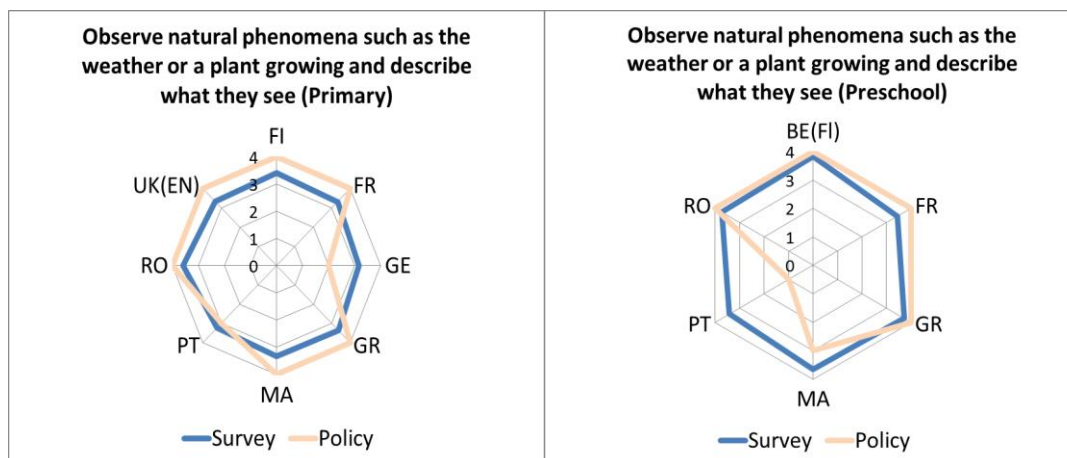 Observe natural phenomena such as the
weather or a plant growing and describe
what they see (Primary)
FI
4
3
2
1
0
UK(EN)
FR
RO
GE
PT
GR
MA
Survey
Policy
Observe natural phenomena such as the
weather or a plant growing and describe
what they see (Preschool)
BE(Fl)
4
3
2
1
0
RO
FR
PT
GR
MA
Survey
Policy